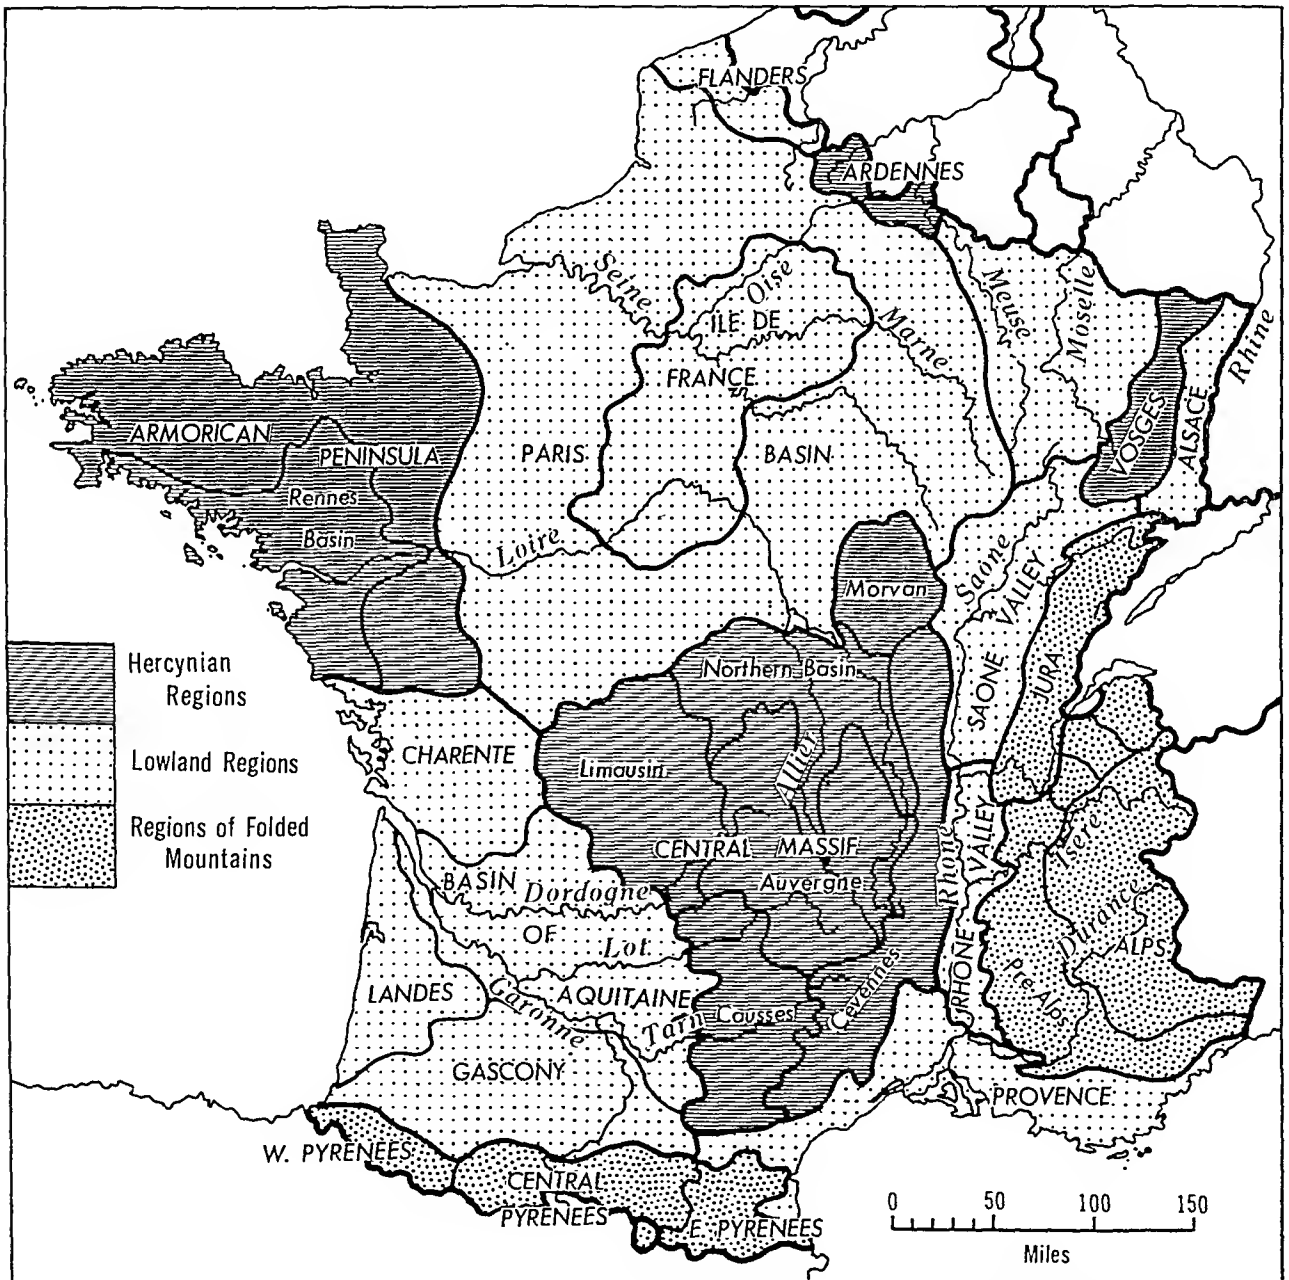 FLANDERS
ARDENNES
Seine
Oise
ILE DE
FRANCE
Marne
Meuse
Moselle
Rhine
VOSGES
ALSACE
ARMORICAN
PENINSULA
Rennes
Basin
PARIS
BASIN
Loire
Morvan
Saone
SAONE VALLEY
JURA
Hercynian
Regions
Lowland Regions
Regions of Folded
Mountains
Northern Basin
CHARENTE
Limousin
Allier
CENTRAL MASSIF
Auvergne
Rhone
RHONE VALLEY
Isere
Durance
ALPS
Pre Alps
BASIN
Dordogne
OF
Lot
AQUITAINE
LANDES
Garonne
Tarn
Causses
Cevennes
GASCONY
PROVENCE
W. PYRENEES
CENTRAL
PYRENEES
E. PYRENEES
0 50 100 150
Miles